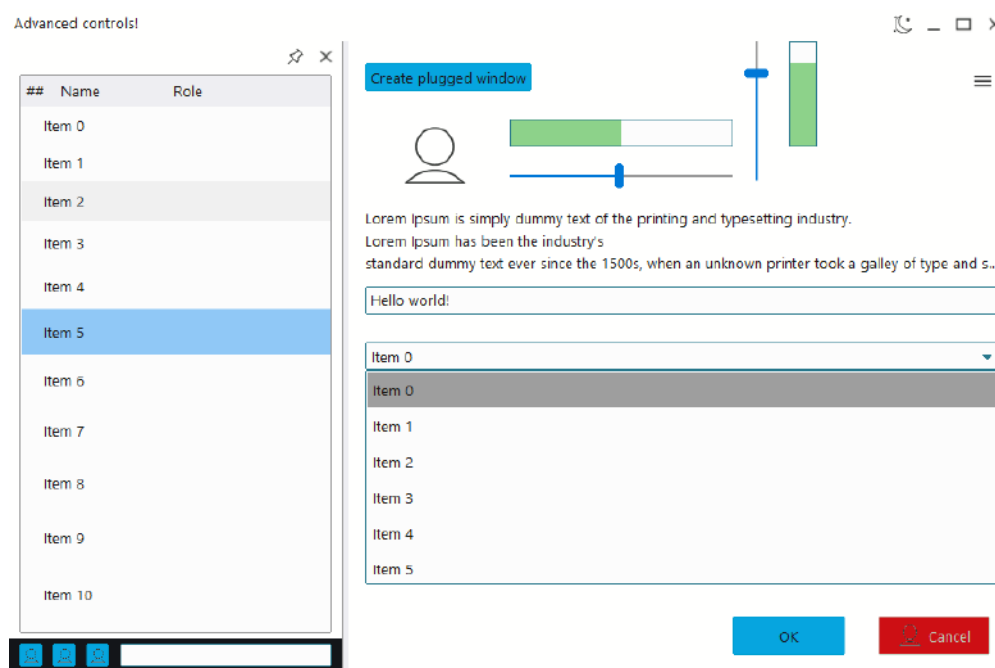 Advanced controls!
## Name Role
Item 0
Item 1
Item 2
Item 3
Item 4
Item 5
Item 6
Item 7
Item 8
Item 9
Item 10
Create plugged window
Lorem Ipsum is simply dummy text of the printing and typesetting industry.
Lorem Ipsum has been the industry's
standard dummy text ever since the 1500s, when an unknown printer took a galley of type and s...
Hello world!
Item 0
Item 0
Item 1
Item 2
Item 3
Item 4
Item 5
OK
Cancel